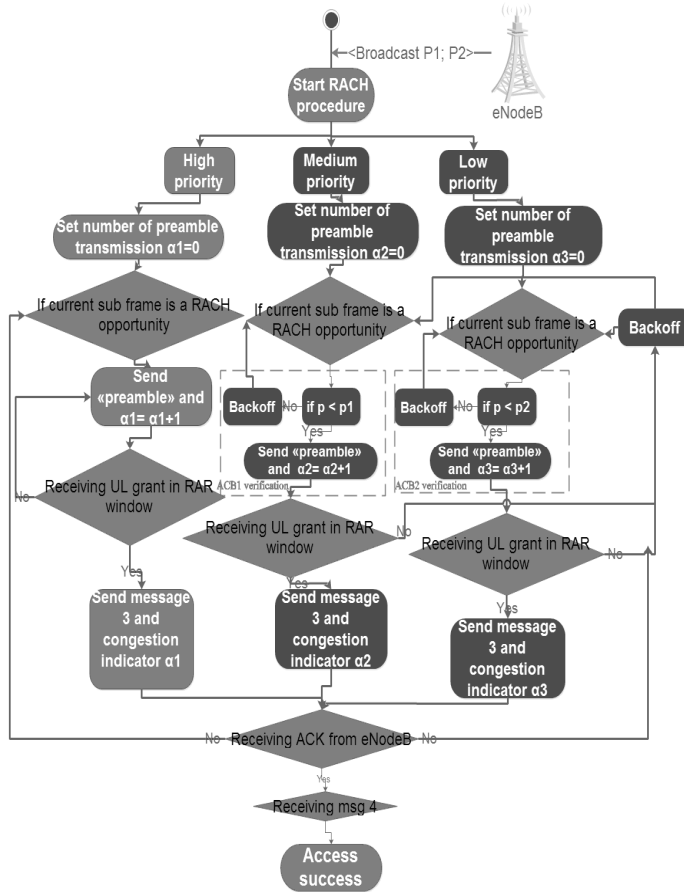 <Broadcast P1; P2>
eNodeB
Start RACH
procedure
High
priority
Medium
priority
Low
priority
Set number of preamble
transmission α1=0
Set number of
preamble
transmission α2=0
Set number of
preamble
transmission α3=0
If current sub frame is a RACH
opportunity
If current sub frame is a
RACH opportunity
If current sub frame is a
RACH opportunity
Backoff
Send
«preamble» and
α1= α1+1
Backoff
No
if p < p1
Yes
Send «preamble»
and α2= α2+1
ACB1 verification
Backoff
No
if p < p2
Yes
Send «preamble»
and α3= α3+1
ACB2 verification
Receiving UL grant in RAR
window
No
Yes
Receiving UL grant in RAR
window
No
Yes
Receiving UL grant in RAR
window
No
Yes
Send message
3 and
congestion
indicator α1
Send message
3 and
congestion
indicator α2
Send message
3 and
congestion
indicator α3
No
Receiving ACK from eNodeB
No
Yes
Receiving msg 4
Access
success